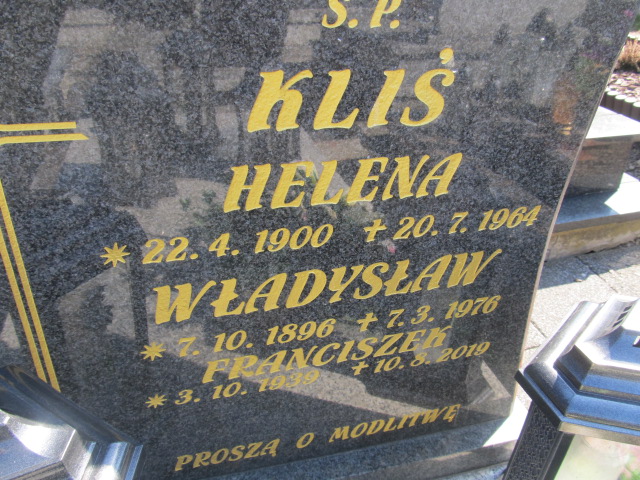 Ś.P.
KLIŚ
HELENA
* 22. 4. 1900 + 20. 7. 1964
WŁADYSŁAW
* 7. 10. 1896 + 7. 3. 1976
FRANCISZEK
* 3. 10. 1939 + 10. 8. 2019
PROSZĄ O MODLITWĘ